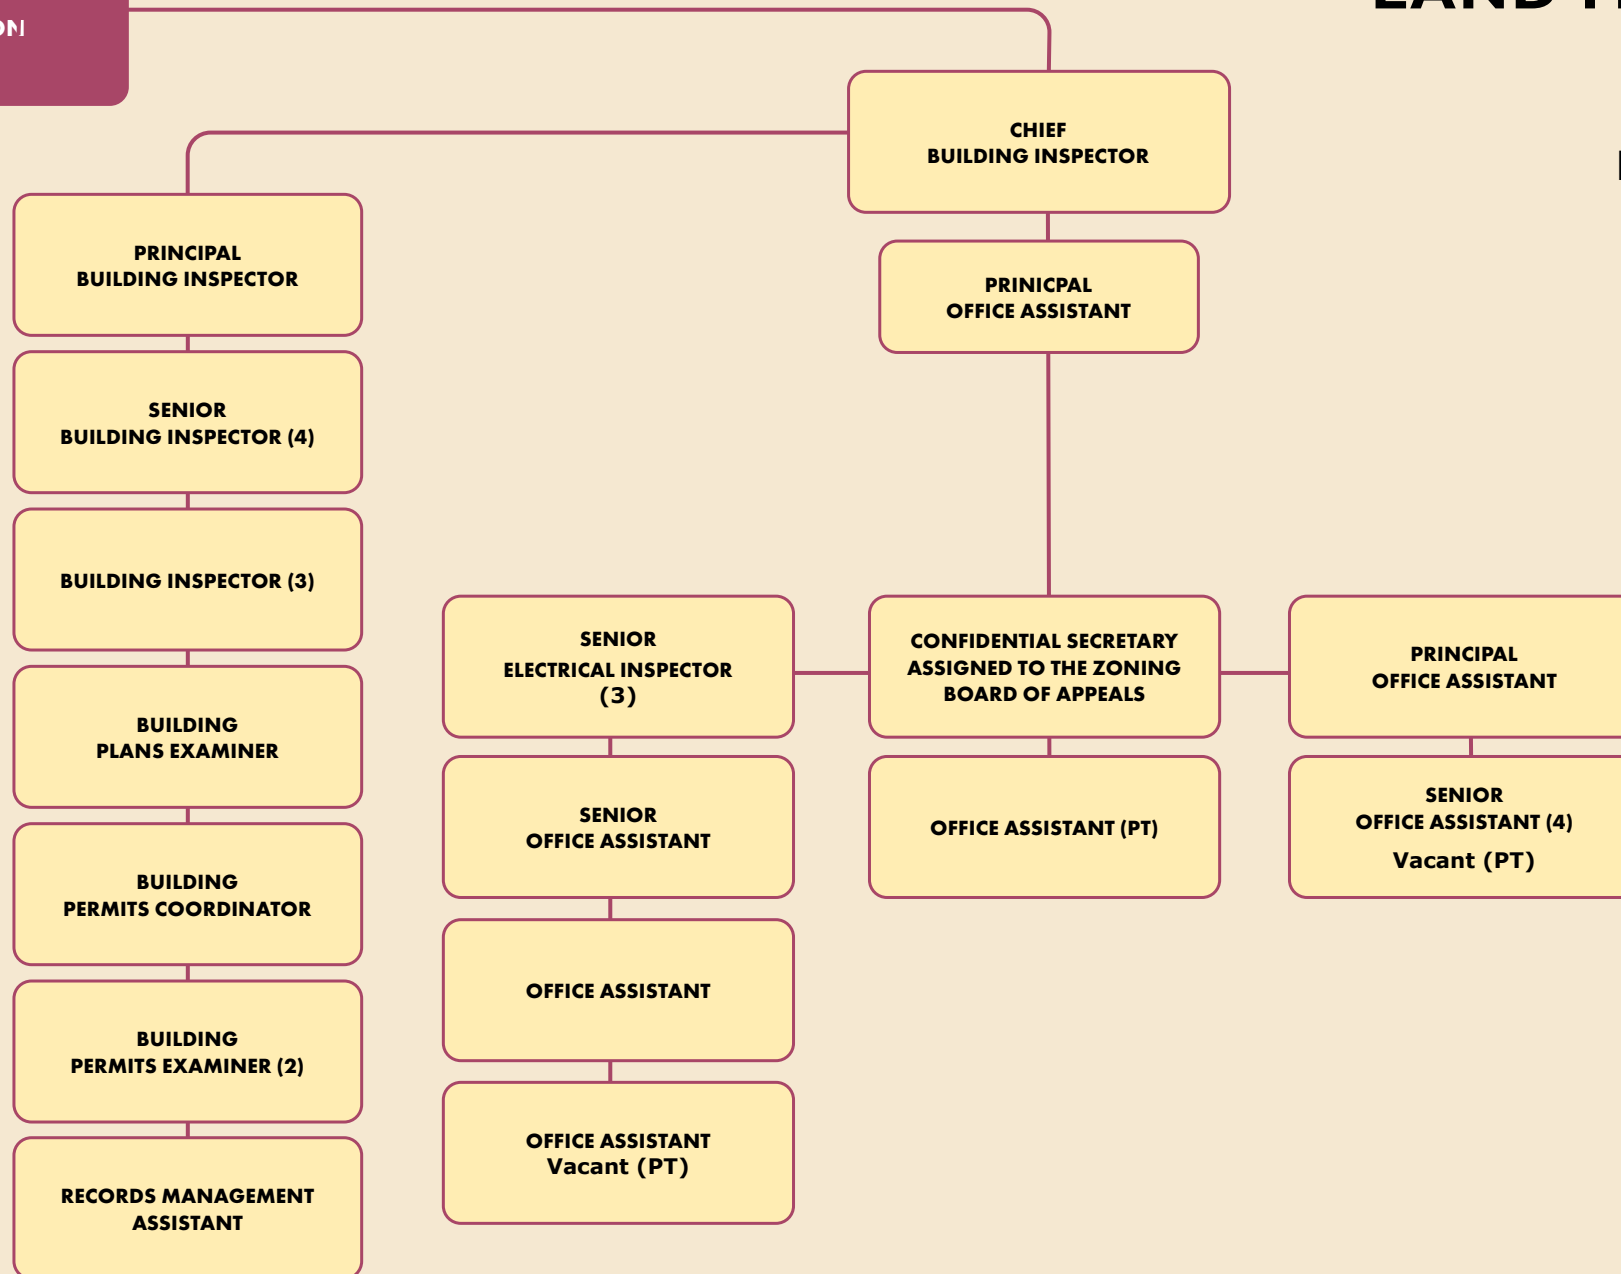 LAND
CHIEF
BUILDING INSPECTOR
PRINICPAL
OFFICE ASSISTANT
PRINCIPAL
BUILDING INSPECTOR
SENIOR
BUILDING INSPECTOR (4)
BUILDING INSPECTOR (3)
BUILDING
PLANS EXAMINER
BUILDING
PERMITS COORDINATOR
BUILDING
PERMITS EXAMINER (2)
RECORDS MANAGEMENT
ASSISTANT
SENIOR
ELECTRICAL INSPECTOR
(3)
SENIOR
OFFICE ASSISTANT
OFFICE ASSISTANT
OFFICE ASSISTANT
Vacant (PT)
CONFIDENTIAL SECRETARY
ASSIGNED TO THE ZONING
BOARD OF APPEALS
OFFICE ASSISTANT (PT)
PRINCIPAL
OFFICE ASSISTANT
SENIOR
OFFICE ASSISTANT (4)
Vacant (PT)